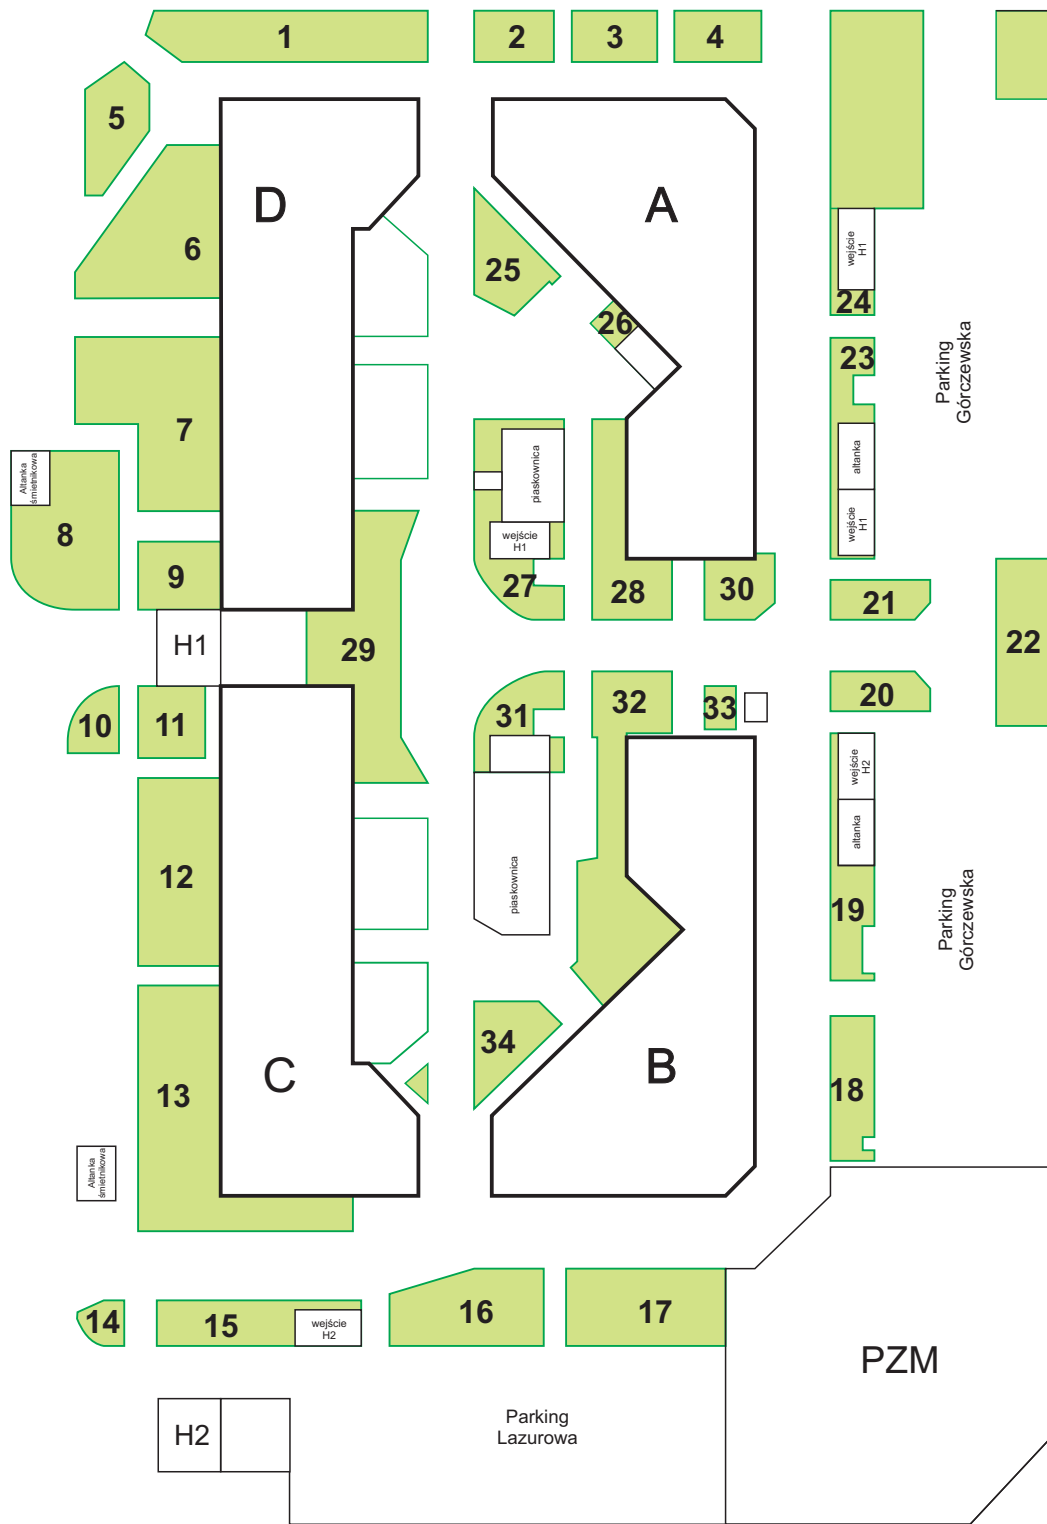 1
2
3
4
5
D
A
6
25
wejście
H1
24
26
23
Parking
Górczewska
7
Altanka
śmietnikowa
piaskownica
altanka
8
wejście
H1
wejście
H1
9
27
28
30
21
H1
29
22
10
11
31
32
33
20
wejście
H2
altanka
12
piaskownica
19
Parking
Górczewska
34
C
B
13
18
Altanka
śmietnikowa
14
15
wejście
H2
16
17
PZM
H2
Parking
Lazurowa